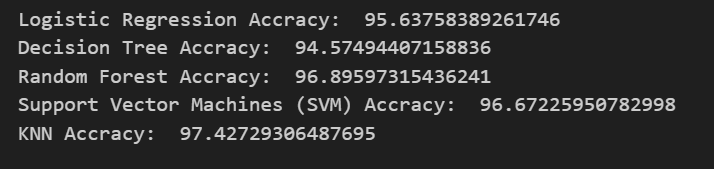 Logistic Regression Accracy:  95.63758389261746
Decision Tree Accracy:  94.57494407158836
Random Forest Accracy:  96.89597315436241
Support Vector Machines (SVM) Accracy:  96.67225950782998
KNN Accracy:  97.42729306487695